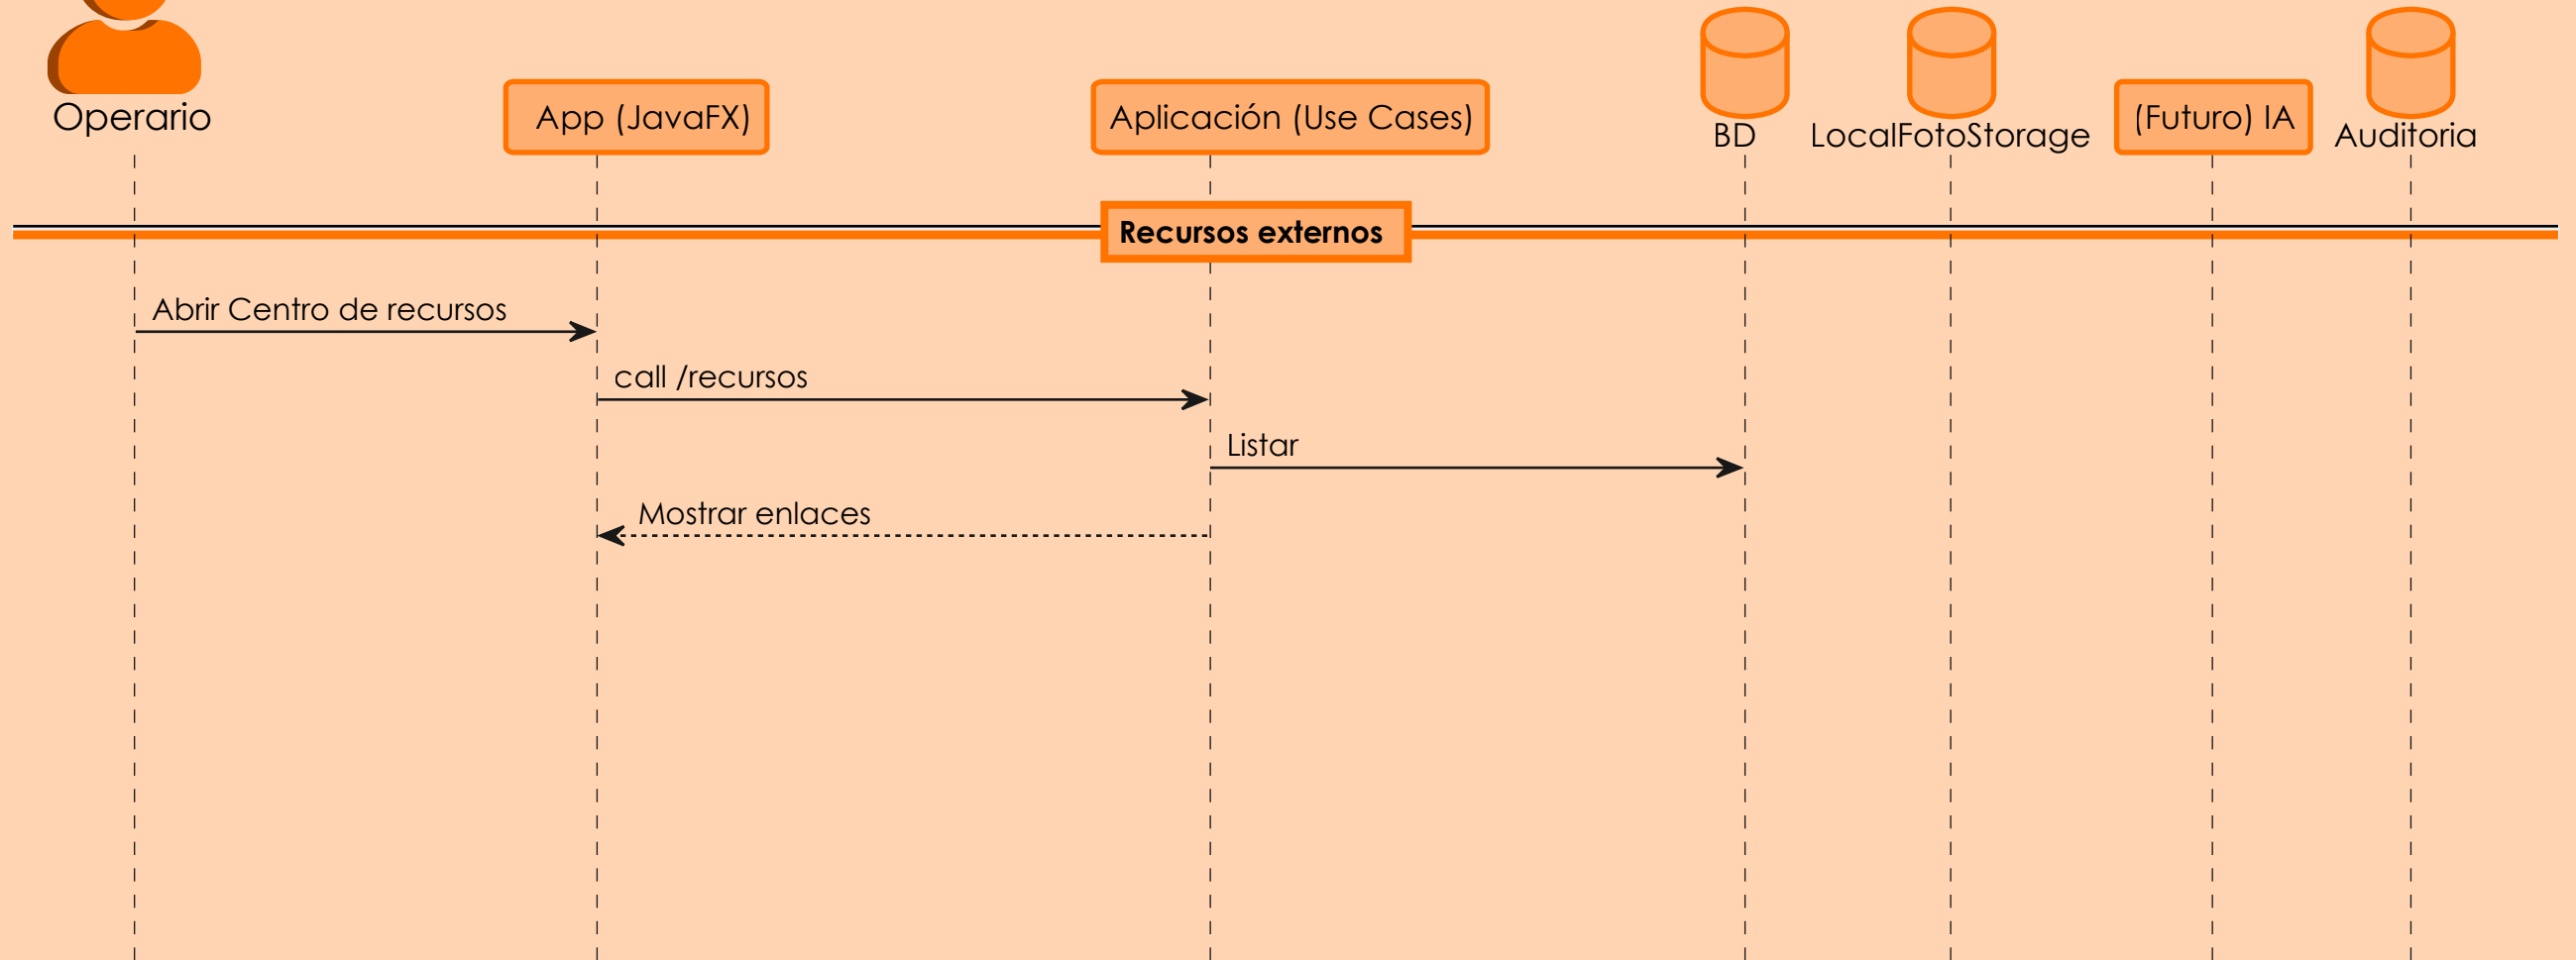 Operario
App (JavaFX)
Aplicación (Use Cases)
BD
LocalFotoStorage
(Futuro) IA
Auditoria
Recursos externos
Abrir Centro de recursos
call /recursos
Listar
Mostrar enlaces